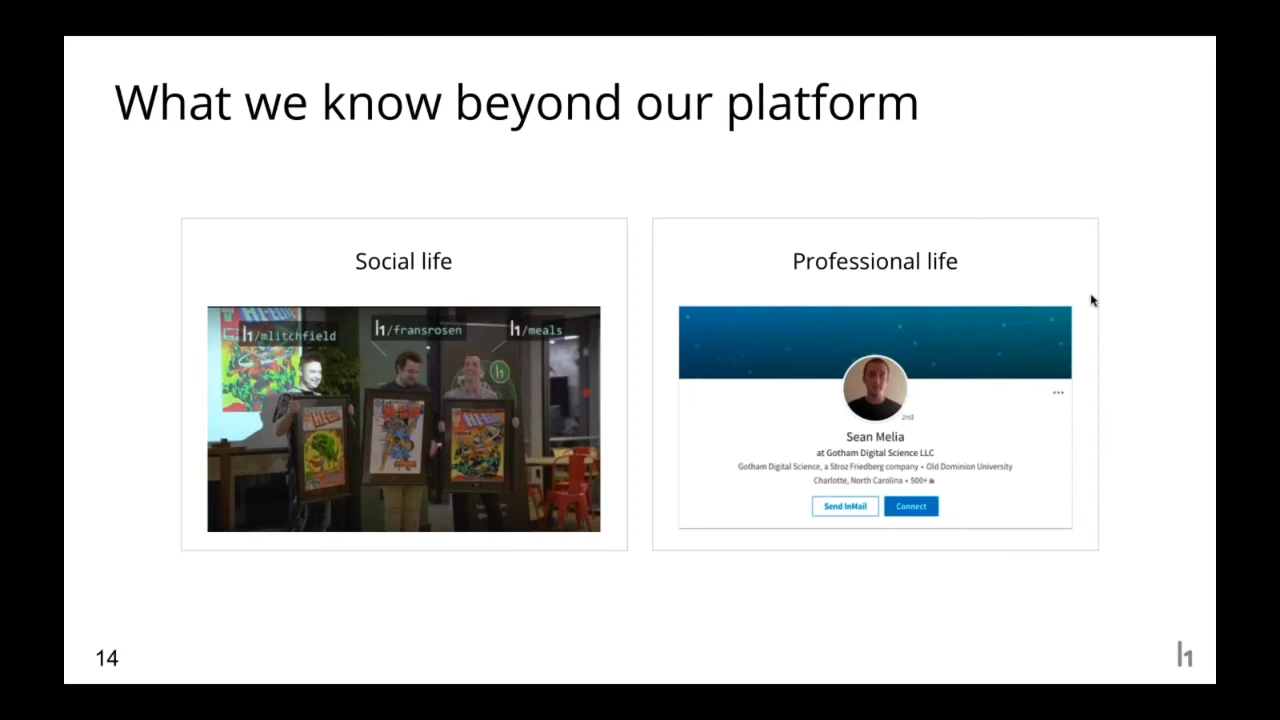 What we know beyond our platform
Social life
h1/mlitchfield
h1/fransrosen
h1/meals
Professional life
2nd
Sean Melia
at Gotham Digital Science LLC
Gotham Digital Science, a Stroz Friedberg company • Old Dominion University
Charlotte, North Carolina • 500+
Send InMail
Connect
14
h1